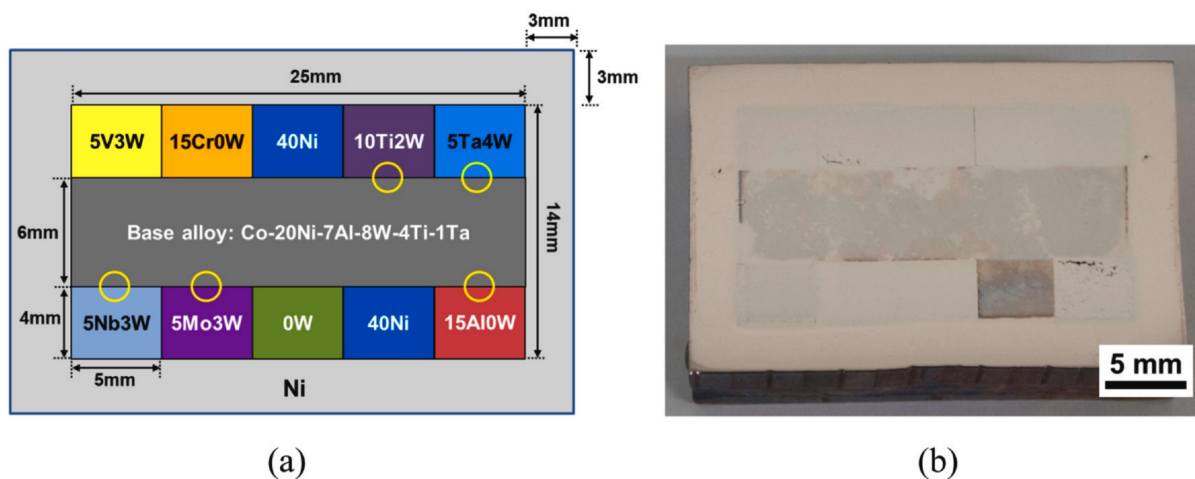 3mm
3mm
25mm
5V3W 15Cr0W 40Ni 10Ti2W 5Ta4W
6mm
Base alloy: Co-20Ni-7Al-8W-4Ti-1Ta
14mm
4mm
5Nb3W 5Mo3W 0W 40Ni 15Al0W
5mm
Ni
5 mm
(a)
(b)